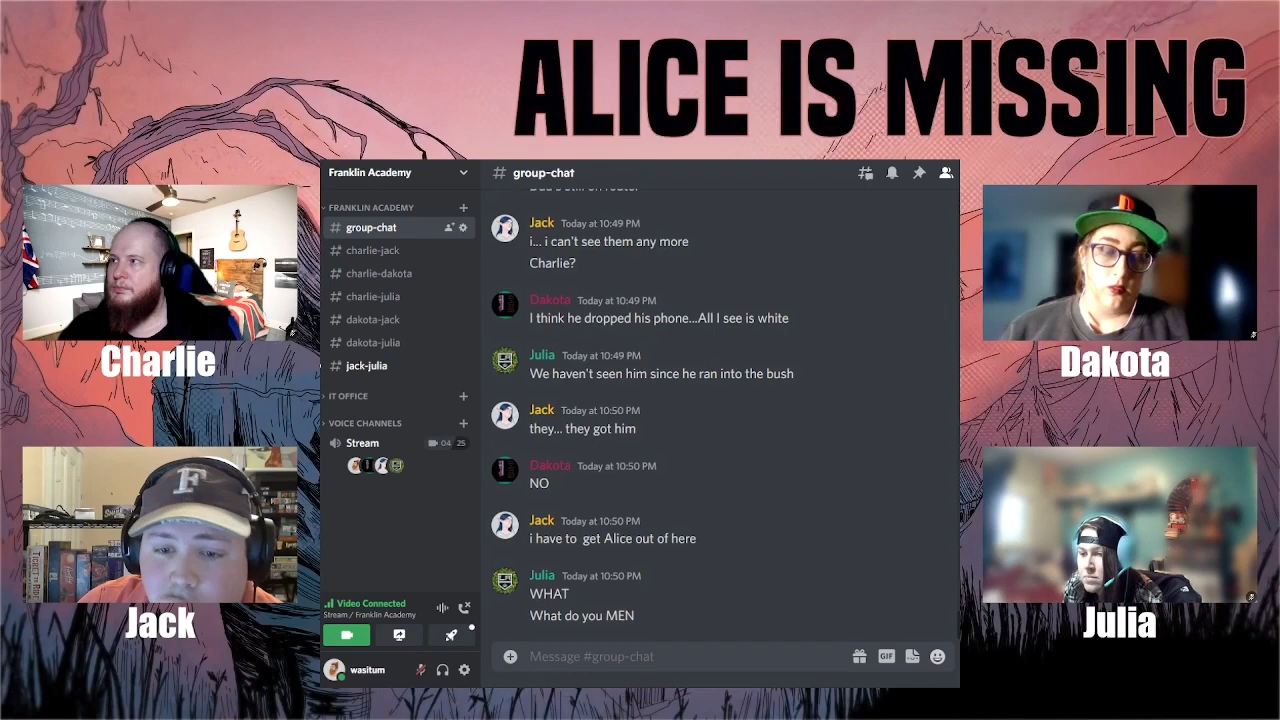 ALICE IS MISSING
Franklin Academy
FRANKLIN ACADEMY
# group-chat
# charlie-jack
# charlie-dakota
# charlie-julia
# dakota-jack
# dakota-julia
# jack-julia
IT OFFICE
VOICE CHANNELS
Stream
04 25
Video Connected
Stream / Franklin Academy
wasitum
# group-chat
Jack Today at 10:49 PM
i... i can't see them any more
Charlie?
Dakota Today at 10:49 PM
I think he dropped his phone...All I see is white
Julia Today at 10:49 PM
We haven't seen him since he ran into the bush
Jack Today at 10:50 PM
they... they got him
Dakota Today at 10:50 PM
NO
Jack Today at 10:50 PM
i have to get Alice out of here
Julia Today at 10:50 PM
WHAT
What do you MEN
Message #group-chat
GIF
Charlie
Dakota
F
TICKET TO RIDE
Jack
Julia